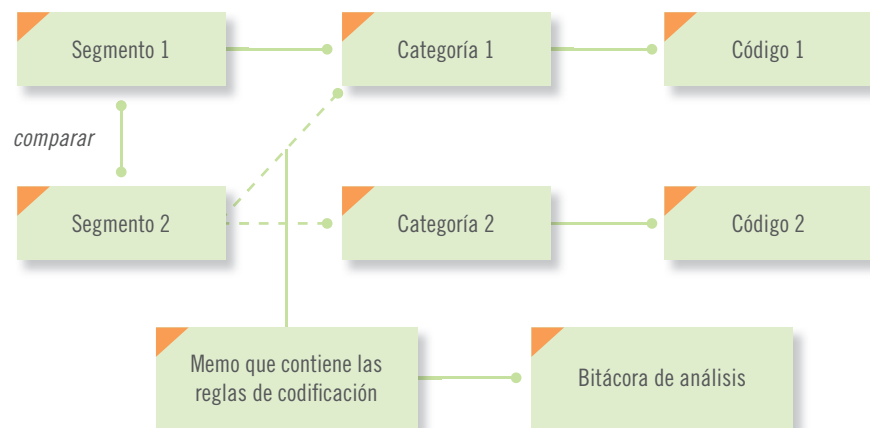 Segmento 1
Categoría 1
Código 1
comparar
Segmento 2
Categoría 2
Código 2
Memo que contiene las
reglas de codificación
Bitácora de análisis